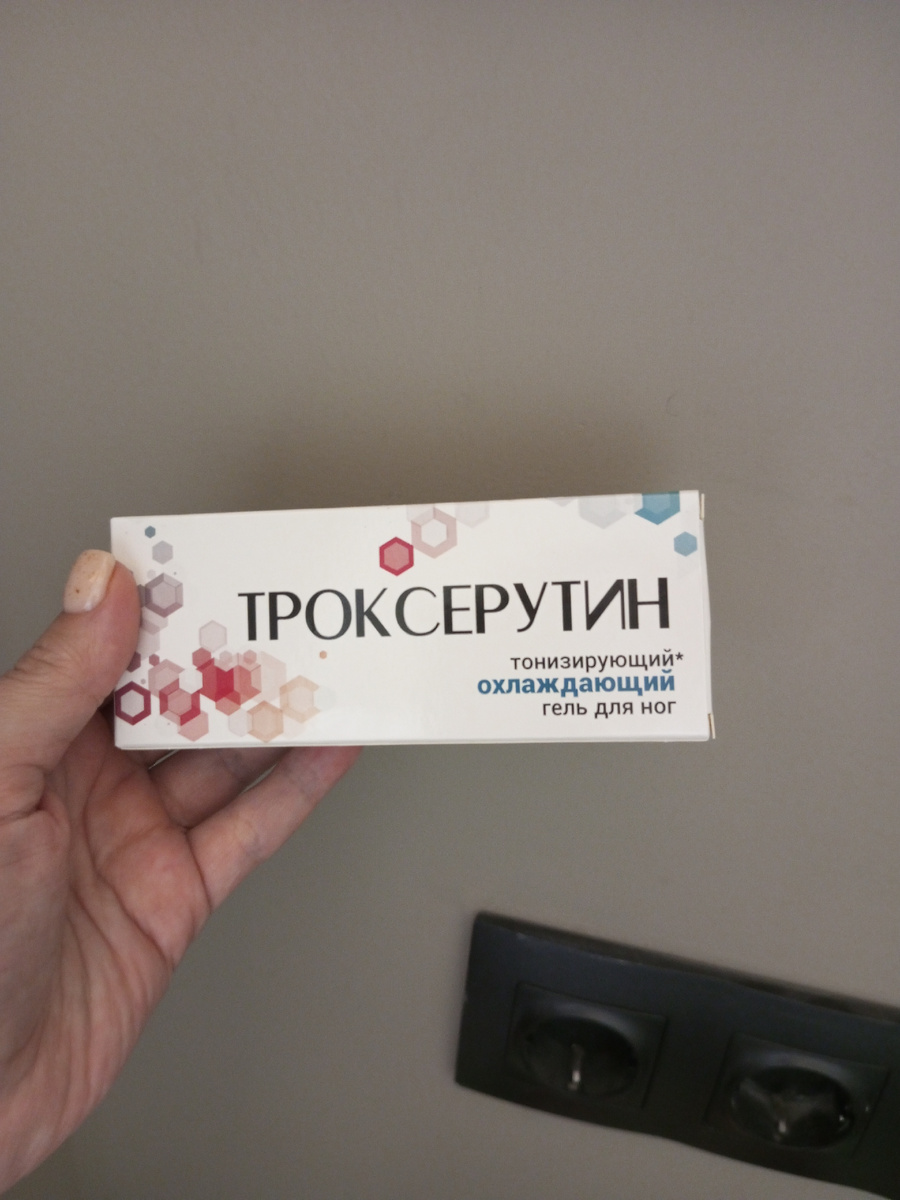 ТРОКСЕРУТИН
тонизирующий*
охлаждающий
гель для ног